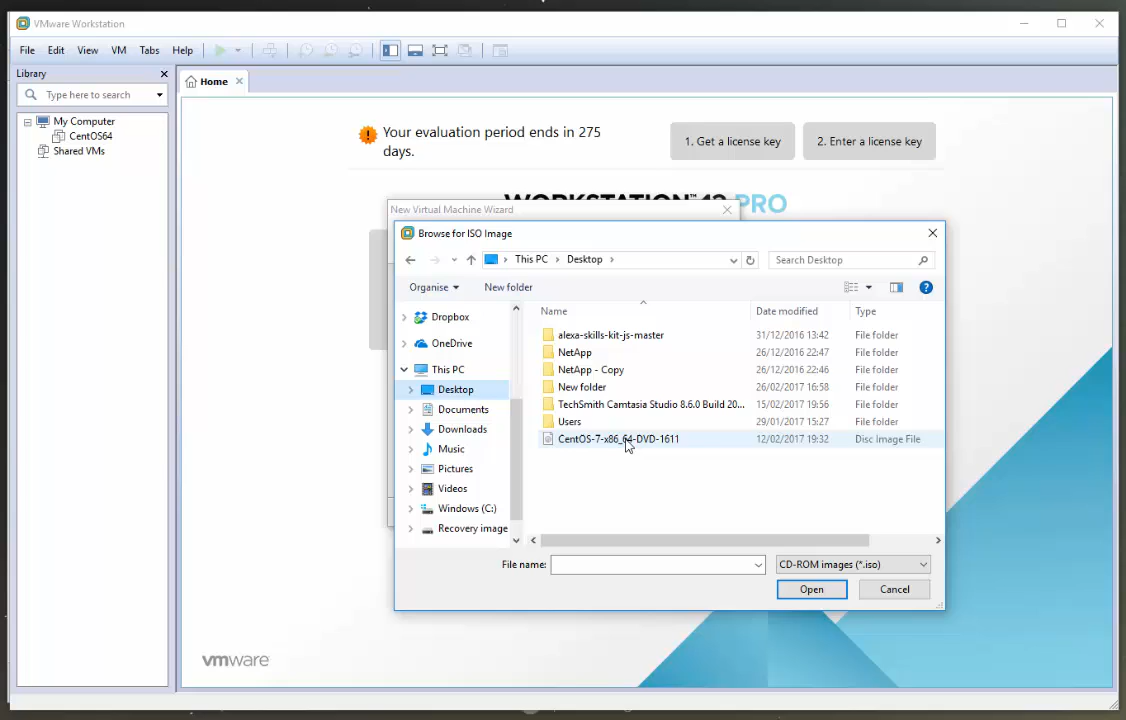 VMware Workstation
File Edit View VM Tabs Help
Library
Type here to search
Home
My Computer
CentOS64
Shared VMs
Your evaluation period ends in 275
days.
1. Get a license key
2. Enter a license key
WORKSTATION™ 12 PRO
New Virtual Machine Wizard
Browse for ISO Image
This PC Desktop
Search Desktop
Organise New folder
Name Date modified Type
Dropbox
OneDrive
This PC
Desktop
Documents
Downloads
Music
Pictures
Videos
Windows (C:)
Recovery image
alexa-skills-kit-js-master 31/12/2016 13:42 File folder
NetApp 26/12/2016 22:47 File folder
NetApp - Copy 26/12/2016 22:46 File folder
New folder 26/02/2017 16:58 File folder
TechSmith Camtasia Studio 8.6.0 Build 20... 15/02/2017 19:56 File folder
Users 29/01/2017 15:27 File folder
CentOS-7-x86_64-DVD-1611 12/02/2017 19:32 Disc Image File
File name:
CD-ROM images (*.iso)
Open Cancel
vmware